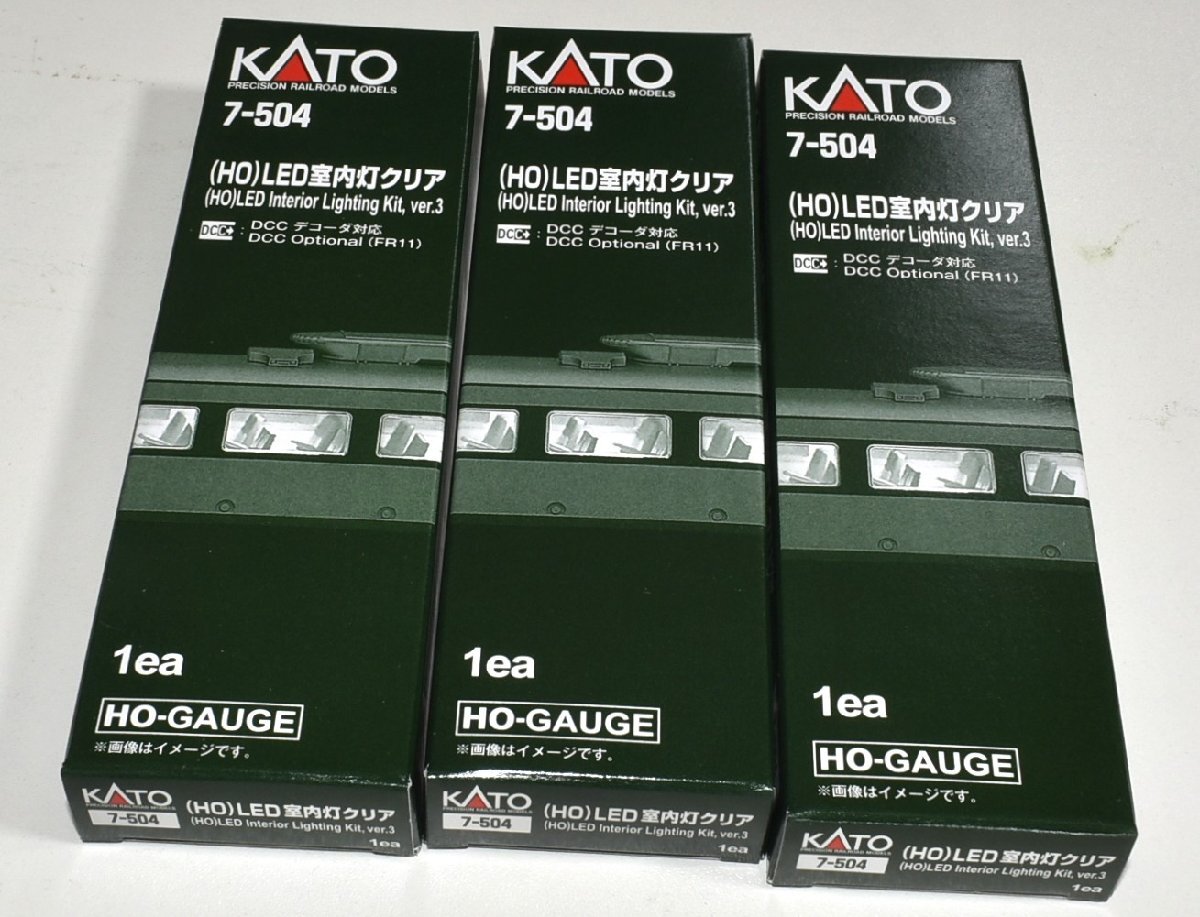 KATO
PRECISION RAILROAD MODELS
7-504
(HO)LED室内灯クリア
(HO)LED Interior Lighting Kit, ver.3
DCC+ : DCC デコーダ対応
DCC Optional (FR11)
1ea
HO-GAUGE
※画像はイメージです。
KATO
PRECISION RAILROAD MODELS
7-504
(HO)LED室内灯クリア
(HO)LED Interior Lighting Kit, ver.3
1ea
KATO
PRECISION RAILROAD MODELS
7-504
(HO)LED室内灯クリア
(HO)LED Interior Lighting Kit, ver.3
DCC+ : DCC デコーダ対応
DCC Optional (FR11)
1ea
HO-GAUGE
※画像はイメージです。
KATO
PRECISION RAILROAD MODELS
7-504
(HO)LED室内灯クリア
(HO)LED Interior Lighting Kit, ver.3
1ea
KATO
PRECISION RAILROAD MODELS
7-504
(HO)LED室内灯クリア
(HO)LED Interior Lighting Kit, ver.3
DCC+ : DCC デコーダ対応
DCC Optional (FR11)
1ea
HO-GAUGE
※画像はイメージです。
KATO
PRECISION RAILROAD MODELS
7-504
(HO)LED室内灯クリア
(HO)LED Interior Lighting Kit, ver.3
1ea